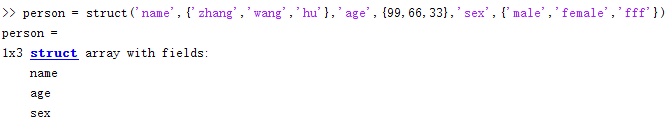 >> person = struct('name',{'zhang','wang','hu'},'age',{99,66,33},'sex',{'male','female','fff'})
person =
1x3 struct array with fields:
name
age
sex